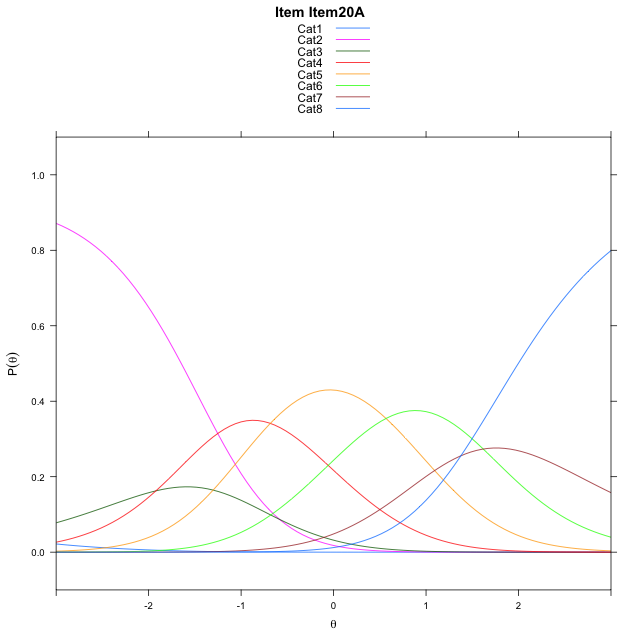 Item Item20A
Cat1
Cat2
Cat3
Cat4
Cat5
Cat6
Cat7
Cat8
1.0
0.8
0.6
0.4
0.2
0.0
P(θ)
-2 -1 0 1 2
θ